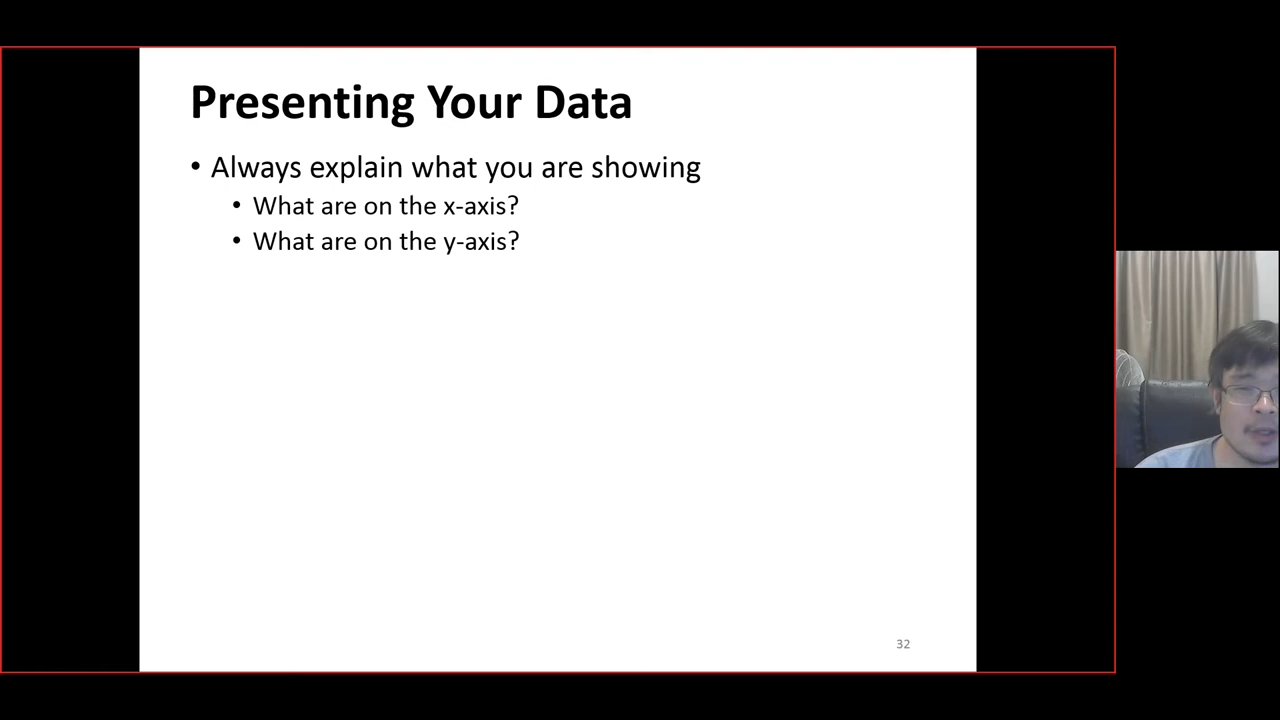 Presenting Your Data
• Always explain what you are showing
• What are on the x-axis?
• What are on the y-axis?
32